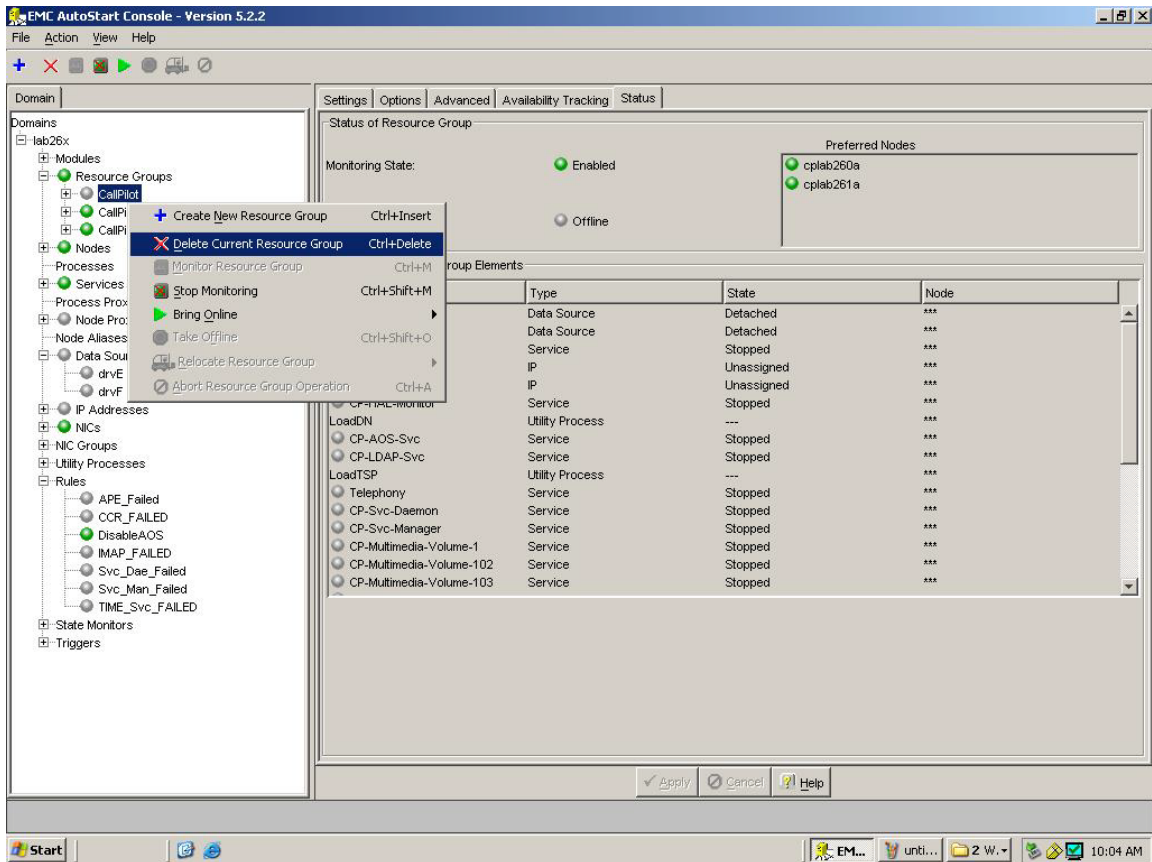 EMC AutoStart Console - Version 5.2.2
File Action View Help
Domain
Domains
lab26x
Modules
Resource Groups
CallPilot
CallPi
CallPi
Nodes
Processes
Services
Process Prox
Node Pro
Node Aliases
Data Sour
drvE
drvF
IP Addresses
NICs
NIC Groups
Utility Processes
Rules
APE_Failed
CCR_FAILED
DisableAOS
IMAP_FAILED
Svc_Dae_Failed
Svc_Man_Failed
TIME_Svc_FAILED
State Monitors
Triggers
Create New Resource Group Ctrl+Insert
Delete Current Resource Group Ctrl+Delete
Monitor Resource Group Ctrl+M
Stop Monitoring Ctrl+Shift+M
Bring Online
Take Offline Ctrl+Shift+O
Relocate Resource Group
Abort Resource Group Operation Ctrl+A
Settings Options Advanced Availability Tracking Status
Status of Resource Group
Preferred Nodes
Monitoring State: Enabled
cplab260a
cplab261a
Offline
roup Elements
Type State Node
Data Source Detached ***
Data Source Detached ***
Service Stopped ***
IP Unassigned ***
IP Unassigned ***
CP-HAL-Monitor Service Stopped ***
LoadDN Utility Process --- ***
CP-AOS-Svc Service Stopped ***
CP-LDAP-Svc Service Stopped ***
LoadTSP Utility Process --- ***
Telephony Service Stopped ***
CP-Svc-Daemon Service Stopped ***
CP-Svc-Manager Service Stopped ***
CP-Multimedia-Volume-1 Service Stopped ***
CP-Multimedia-Volume-102 Service Stopped ***
CP-Multimedia-Volume-103 Service Stopped ***
Apply Cancel Help
Start EM... unti... 2 W... 10:04 AM